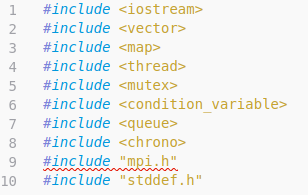 1 #include <iostream>
2 #include <vector>
3 #include <map>
4 #include <thread>
5 #include <mutex>
6 #include <condition_variable>
7 #include <queue>
8 #include <chrono>
9 #include "mpi.h"
10 #include "stddef.h"